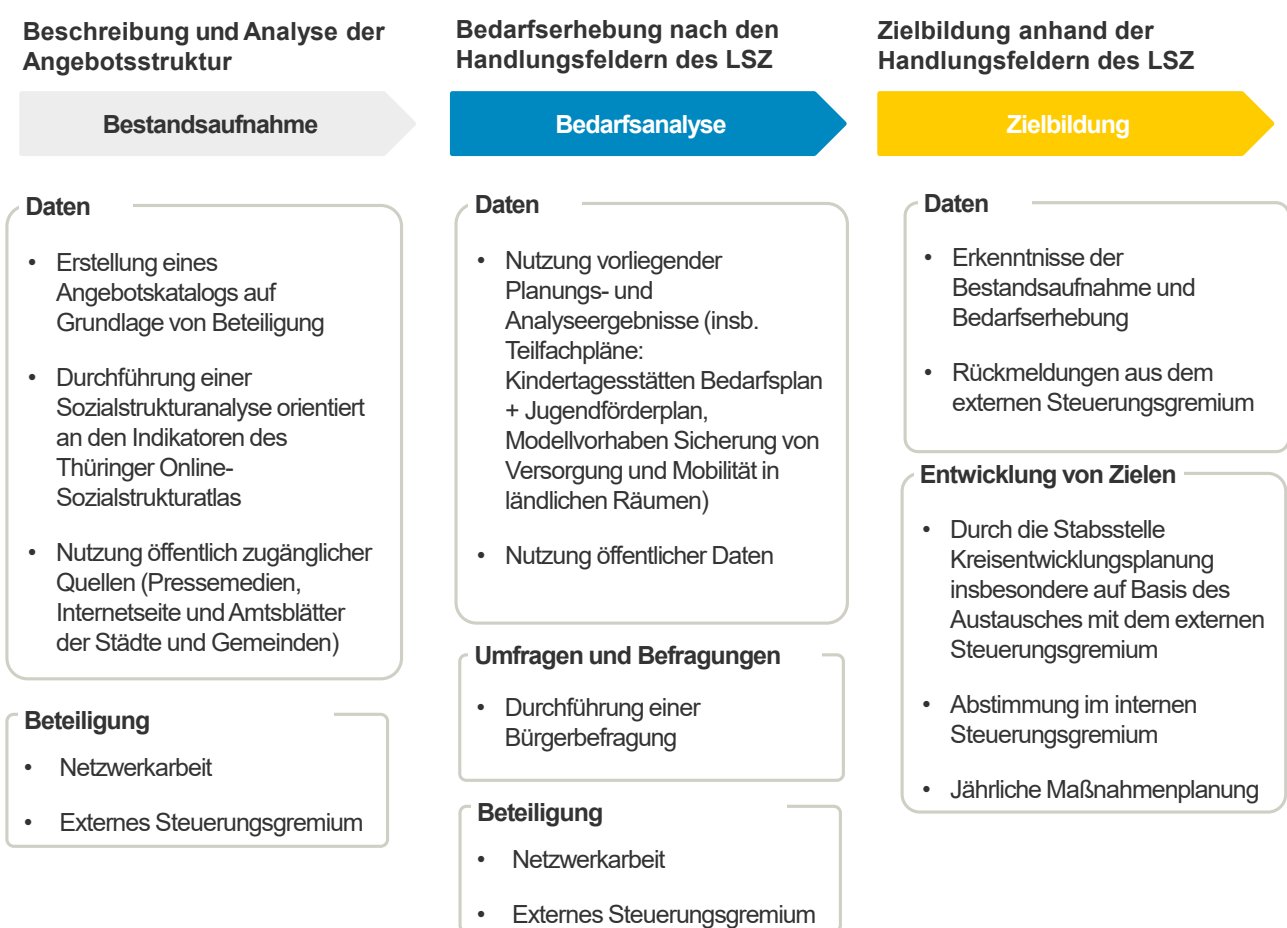 Beschreibung und Analyse der
Angebotsstruktur
Bestandsaufnahme
Daten
• Erstellung eines
Angebotskatalogs auf
Grundlage von Beteiligung
• Durchführung einer
Sozialstrukturanalyse orientiert
an den Indikatoren des
Thüringer Online-
Sozialstrukturatlas
• Nutzung öffentlich zugänglicher
Quellen (Pressemedien,
Internetseite und Amtsblätter
der Städte und Gemeinden)
Beteiligung
• Netzwerkarbeit
• Externes Steuerungsgremium
Bedarfserhebung nach den
Handlungsfeldern des LSZ
Bedarfsanalyse
Daten
• Nutzung vorliegender
Planungs- und
Analyseergebnisse (insb.
Teilfachpläne:
Kindertagesstätten Bedarfsplan
+ Jugendförderplan,
Modellvorhaben Sicherung von
Versorgung und Mobilität in
ländlichen Räumen)
• Nutzung öffentlicher Daten
Umfragen und Befragungen
• Durchführung einer
Bürgerbefragung
Beteiligung
• Netzwerkarbeit
• Externes Steuerungsgremium
Zielbildung anhand der
Handlungsfeldern des LSZ
Zielbildung
Daten
• Erkenntnisse der
Bestandsaufnahme und
Bedarfserhebung
• Rückmeldungen aus dem
externen Steuerungsgremium
Entwicklung von Zielen
• Durch die Stabsstelle
Kreisentwicklungsplanung
insbesondere auf Basis des
Austausches mit dem externen
Steuerungsgremium
• Abstimmung im internen
Steuerungsgremium
• Jährliche Maßnahmenplanung